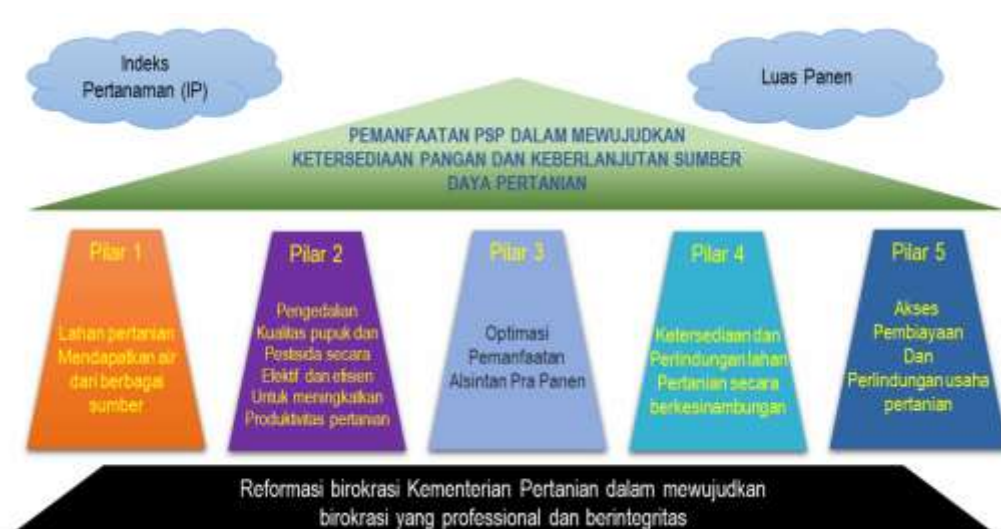 Indeks
Pertanaman (IP)
Luas Panen
PEMANFAATAN PSP DALAM MEWUJUDKAN
KETERSEDIAAN PANGAN DAN KEBERLANJUTAN SUMBER
DAYA PERTANIAN
Pilar 1
Lahan pertanian
Mendapatkan air
dari berbagai
sumber
Pilar 2
Pengedalian
Kualitas pupuk dan
Pestisida secara
Efektif dan efisien
Untuk meningkatkan
Produktivitas pertanian
Pilar 3
Optimasi
Pemanfaatan
Alsintan Pra Panen
Pilar 4
Ketersediaan dan
Perlindungan lahan
Pertanian secara
berkesinambungan
Pilar 5
Akses
Pembiayaan
Dan
Perlindungan usaha
pertanian
Reformasi birokrasi Kementerian Pertanian dalam mewujudkan
birokrasi yang professional dan berintegritas